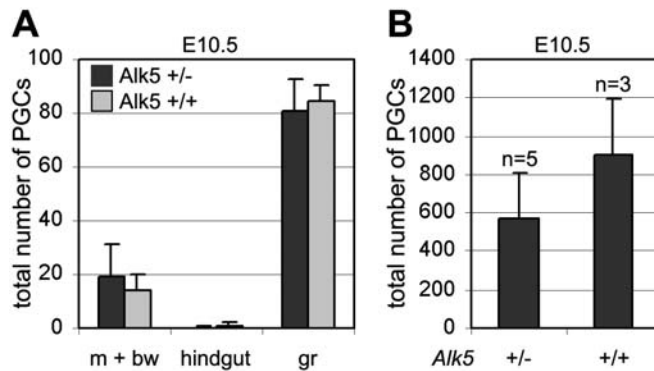 A
E10.5
total number of PGCs
100
80
60
40
20
0
Alk5 +/-
Alk5 +/+
m + bw hindgut gr
B
E10.5
total number of PGCs
1400
1200
1000
800
600
400
200
0
n=5
n=3
Alk5 +/- +/+